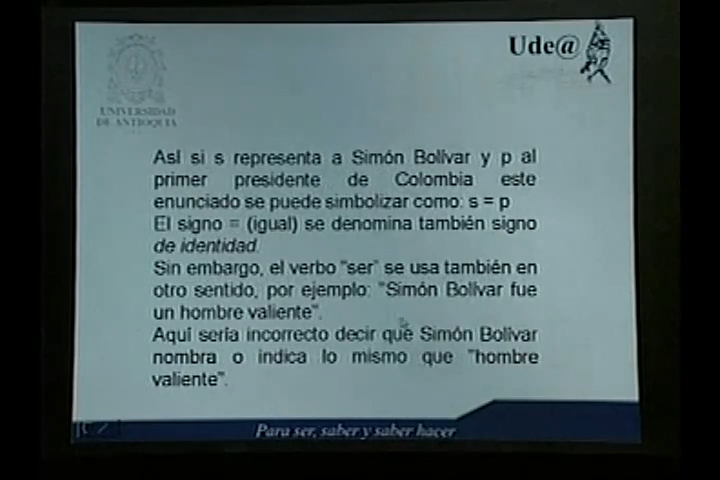 Ude@
UNIVERSIDAD
DE ANTIOQUIA
Así si s representa a Simón Bolívar y p al
primer presidente de Colombia este
enunciado se puede simbolizar como: s = p
El signo = (igual) se denomina también signo
de identidad.
Sin embargo, el verbo "ser" se usa también en
otro sentido, por ejemplo: "Simón Bolívar fue
un hombre valiente".
Aquí sería incorrecto decir que Simón Bolívar
nombra o indica lo mismo que "hombre
valiente".
Para ser, saber y saber hacer